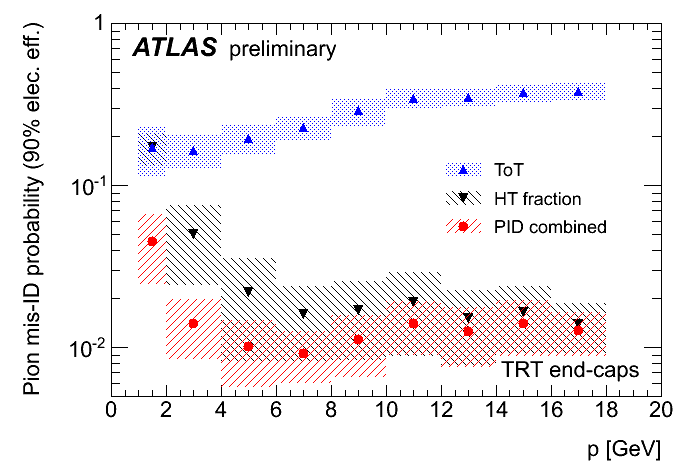 Pion mis-ID probability (90% elec. eff.)
1
10⁻¹
10⁻²
ATLAS preliminary
ToT
HT fraction
PID combined
TRT end-caps
0 2 4 6 8 10 12 14 16 18 20
p [GeV]